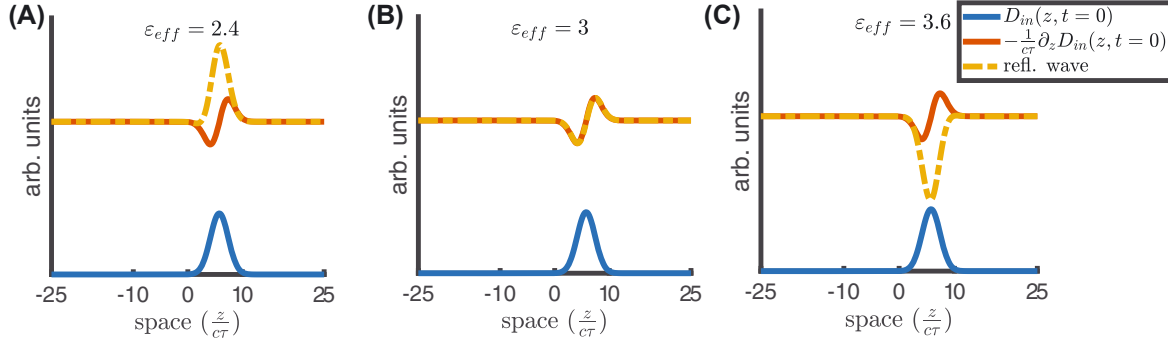 (A)
ε_eff = 2.4
arb. units
-25 -10 0 10 25
space (z/cτ)
(B)
ε_eff = 3
arb. units
-25 -10 0 10 25
space (z/cτ)
(C)
ε_eff = 3.6
arb. units
-25 -10 0 10 25
space (z/cτ)
D_in(z, t = 0)
-1/cτ ∂_z D_in(z, t = 0)
refl. wave